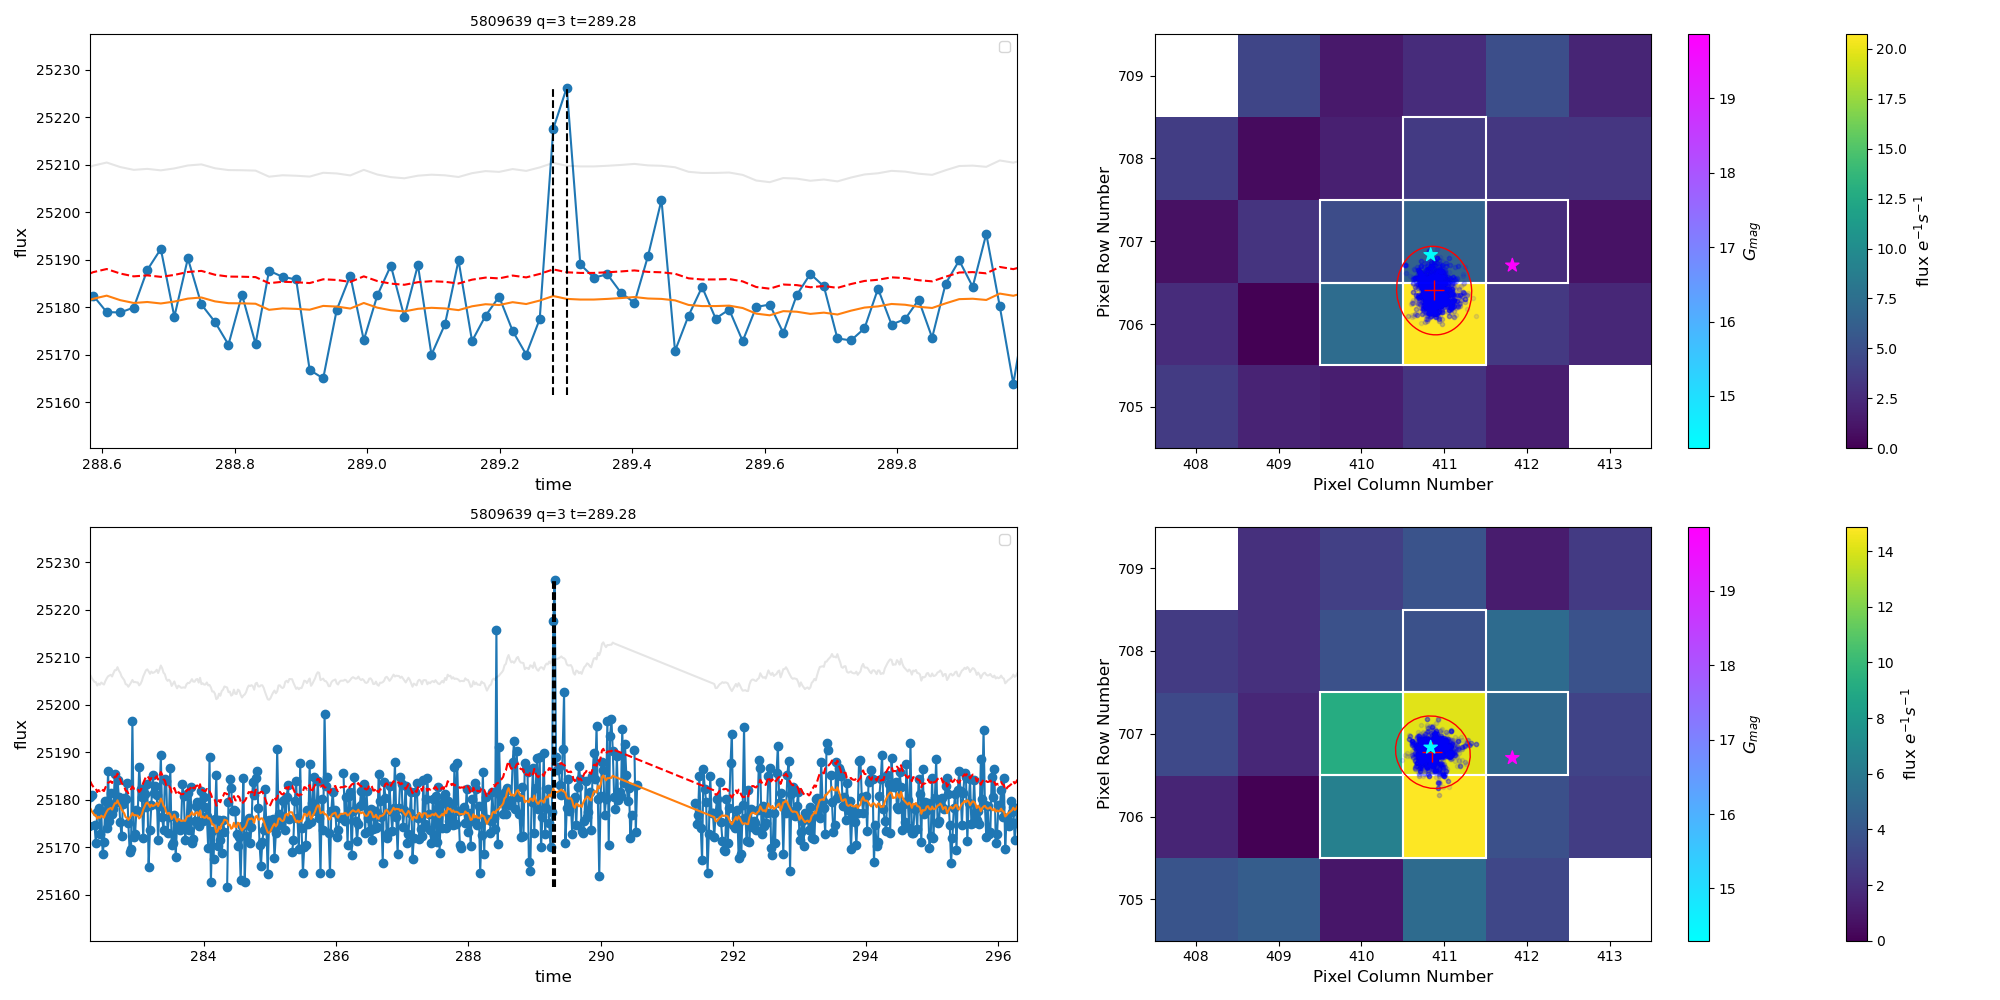 5809639 q=3 t=289.28
flux
25230
25220
25210
25200
25190
25180
25170
25160
288.6 288.8 289.0 289.2 289.4 289.6 289.8
time
Pixel Row Number
709
708
707
706
705
408 409 410 411 412 413
Pixel Column Number
19
18
17
16
15
G_mag
20.0
17.5
15.0
12.5
10.0
7.5
5.0
2.5
0.0
flux e⁻¹s⁻¹
5809639 q=3 t=289.28
flux
25230
25220
25210
25200
25190
25180
25170
25160
284 286 288 290 292 294 296
time
Pixel Row Number
709
708
707
706
705
408 409 410 411 412 413
Pixel Column Number
19
18
17
16
15
G_mag
14
12
10
8
6
4
2
0
flux e⁻¹s⁻¹